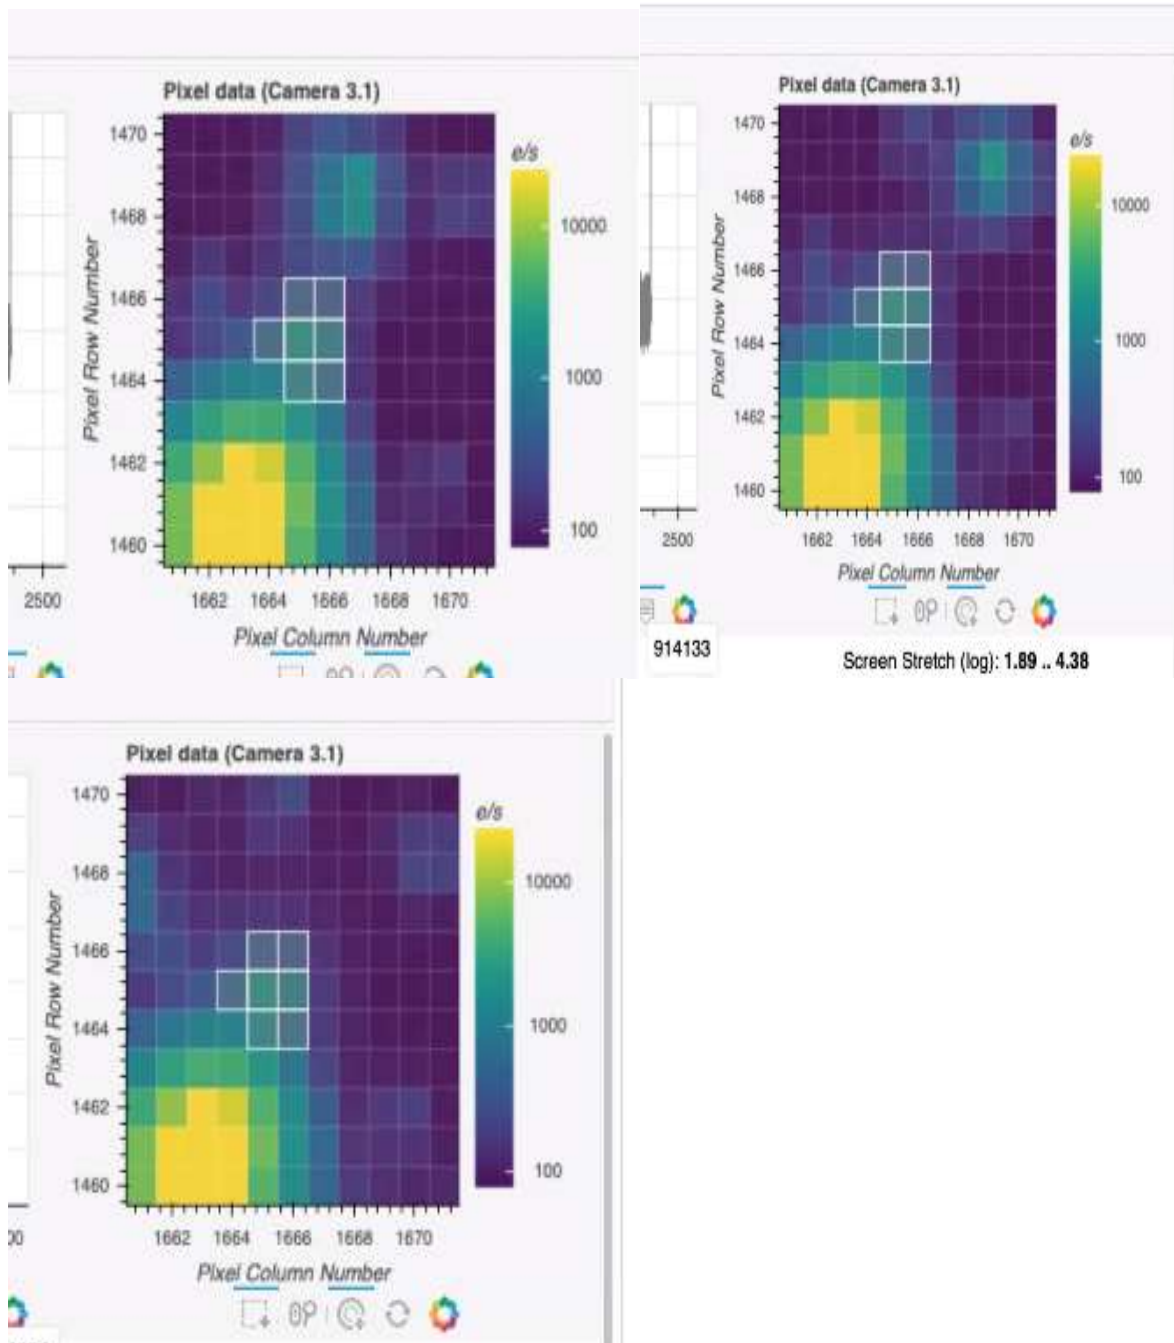 Pixel data (Camera 3.1)
e/s
1470
1468
1466
1464
1462
1460
Pixel Row Number
10000
1000
100
2500
1662 1664 1666 1668 1670
Pixel Column Number
Pixel data (Camera 3.1)
e/s
1470
1468
1466
1464
1462
1460
Pixel Row Number
10000
1000
100
2500
1662 1664 1666 1668 1670
Pixel Column Number
914133
Screen Stretch (log): 1.89 .. 4.38
Pixel data (Camera 3.1)
e/s
1470
1468
1466
1464
1462
1460
Pixel Row Number
10000
1000
100
00
1662 1664 1666 1668 1670
Pixel Column Number